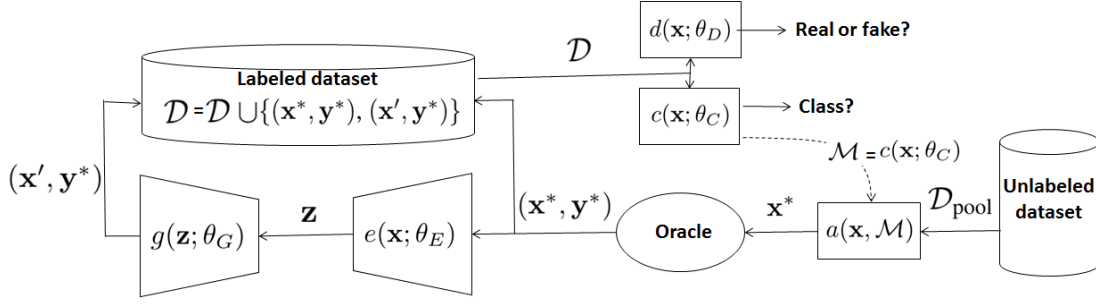 d(x; θ_D)
Real or fake?
𝒟
Labeled dataset
𝒟 = 𝒟 ∪{(x*, y*), (x′, y*)}
c(x; θ_C)
Class?
ℳ = c(x; θ_C)
(x′, y*)
z
(x*, y*)
x*
𝒟_pool
Unlabeled
dataset
g(z; θ_G)
e(x; θ_E)
Oracle
a(x, ℳ)